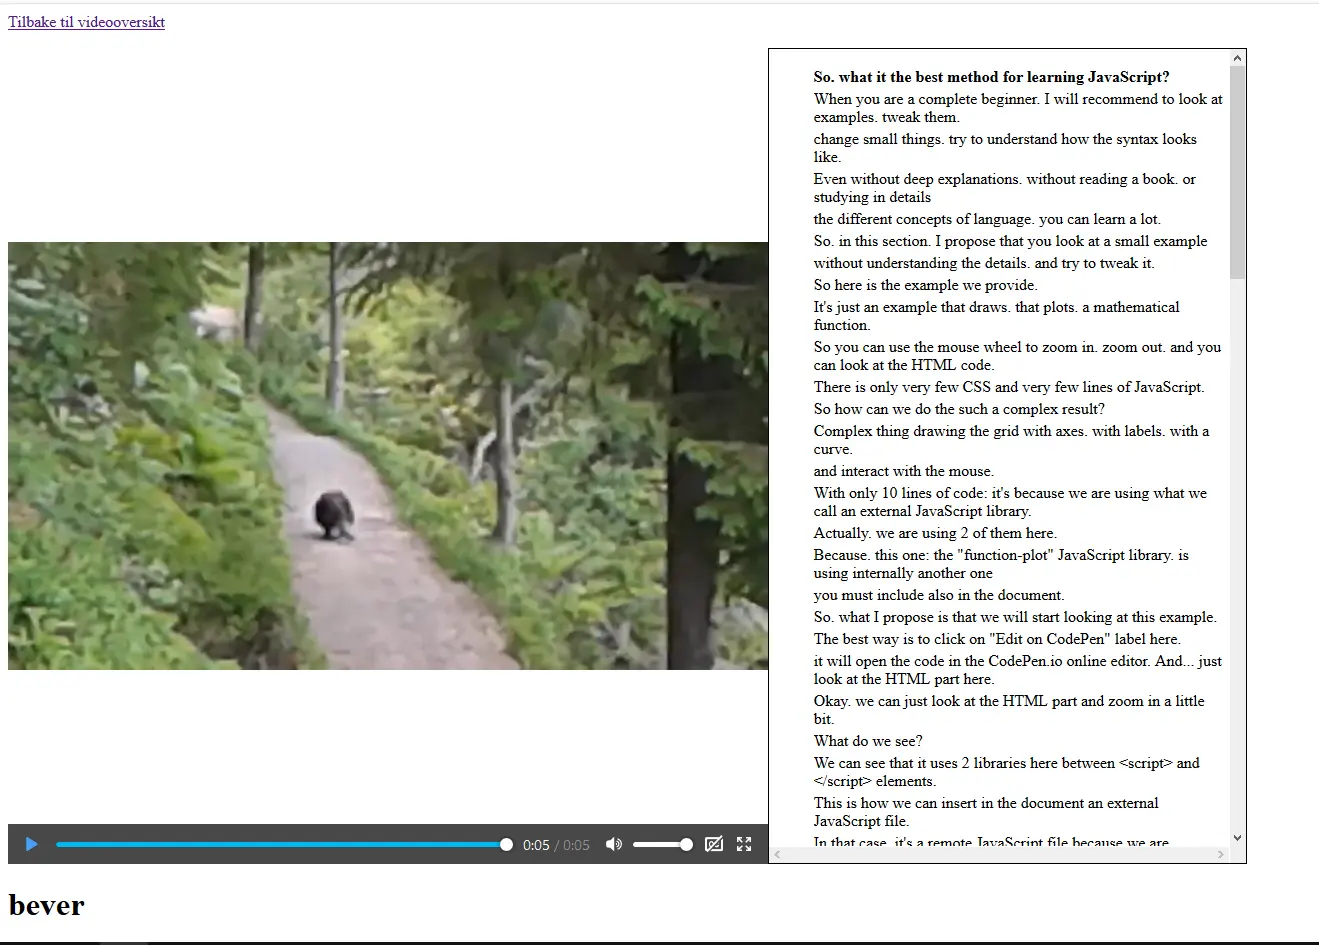 Tilbake til videooversikt
So. what it the best method for learning JavaScript?
When you are a complete beginner. I will recommend to look at
examples. tweak them.
change small things. try to understand how the syntax looks
like.
Even without deep explanations. without reading a book. or
studying in details
the different concepts of language. you can learn a lot.
So. in this section. I propose that you look at a small example
without understanding the details. and try to tweak it.
So here is the example we provide.
It's just an example that draws. that plots. a mathematical
function.
So you can use the mouse wheel to zoom in. zoom out. and you
can look at the HTML code.
There is only very few CSS and very few lines of JavaScript.
So how can we do the such a complex result?
Complex thing drawing the grid with axes. with labels. with a
curve.
and interact with the mouse.
With only 10 lines of code: it's because we are using what we
call an external JavaScript library.
Actually. we are using 2 of them here.
Because. this one: the "function-plot" JavaScript library. is
using internally another one
you must include also in the document.
So. what I propose is that we will start looking at this example.
The best way is to click on "Edit on CodePen" label here.
it will open the code in the CodePen.io online editor. And... just
look at the HTML part here.
Okay. we can just look at the HTML part and zoom in a little
bit.
What do we see?
We can see that it uses 2 libraries here between <script> and
</script> elements.
This is how we can insert in the document an external
JavaScript file.
In that case. it's a remote JavaScript file because we are
0:05 / 0:05
bever